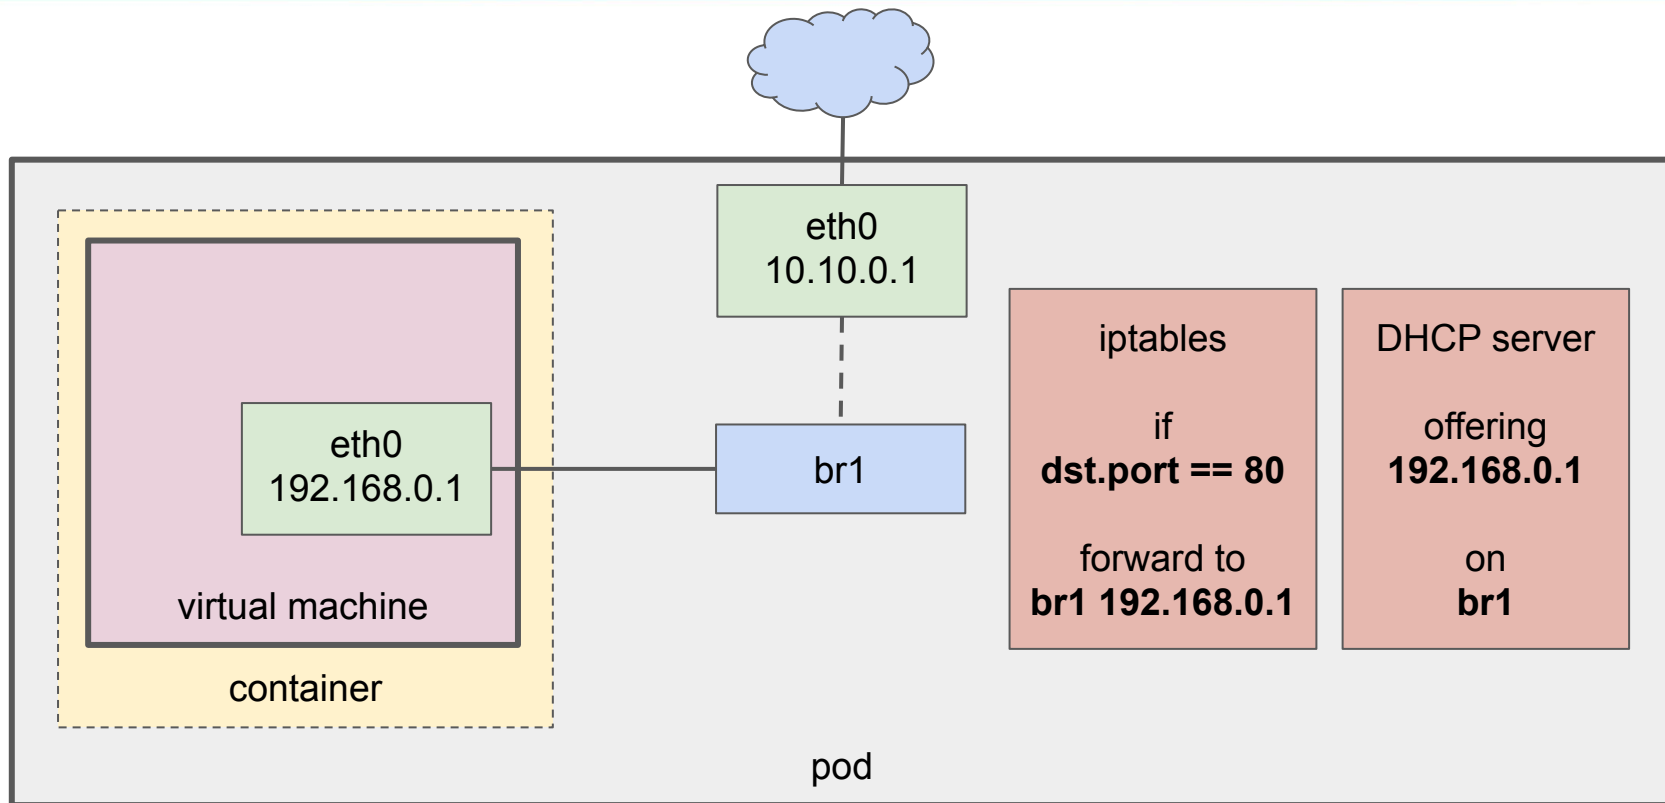 eth0
10.10.0.1
eth0
192.168.0.1
virtual machine
container
br1
iptables
if
dst.port == 80
forward to
br1 192.168.0.1
DHCP server
offering
192.168.0.1
on
br1
pod